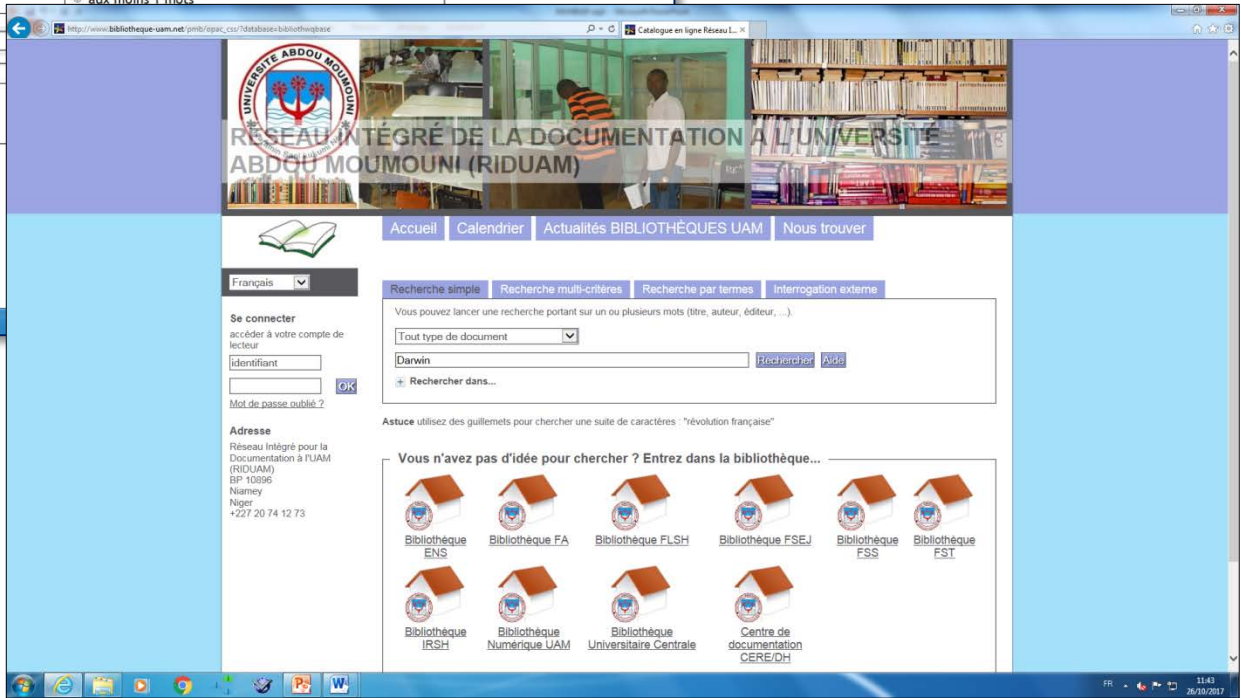 aux moins 1 mots
http://www.bibliotheque-uam.net/pmb/opac_css/?database=bibliothwqbase
Catalogue en ligne Réseau I...
UNIVERSITE ABDOU MOUMOUNI
RÉSEAU INTÉGRÉ DE LA DOCUMENTATION À L'UNIVERSITÉ
ABDOU MOUMOUNI (RIDUAM)
Accueil Calendrier Actualités BIBLIOTHÈQUES UAM Nous trouver
Français
Recherche simple Recherche multi-critères Recherche par termes Interrogation externe
Vous pouvez lancer une recherche portant sur un ou plusieurs mots (titre, auteur, éditeur, ...).
Tout type de document
Darwin Rechercher Aide
+ Rechercher dans...
Astuce utilisez des guillemets pour chercher une suite de caractères : "révolution française"
Se connecter
accéder à votre compte de
lecteur
identifiant
OK
Mot de passe oublié ?
Adresse
Réseau Intégré pour la
Documentation à l'UAM
(RIDUAM)
BP 10896
Niamey
Niger
+227 20 74 12 73
Vous n'avez pas d'idée pour chercher ? Entrez dans la bibliothèque...
Bibliothèque
ENS
Bibliothèque FA
Bibliothèque FLSH
Bibliothèque FSEJ
Bibliothèque
FSS
Bibliothèque
FST
Bibliothèque
IRSH
Bibliothèque
Numérique UAM
Bibliothèque
Universitaire Centrale
Centre de
documentation
CERE/DH
FR 11:43
26/10/2017